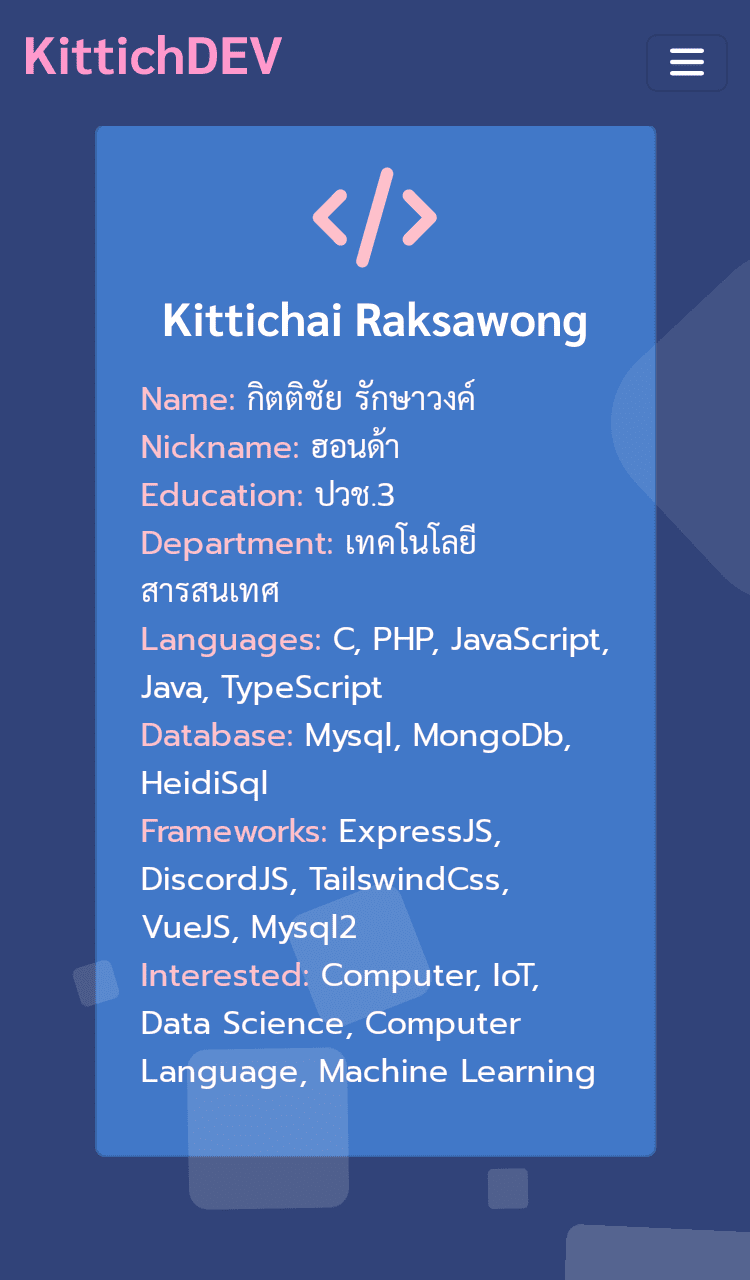 KittichDEV
Kittichai Raksawong
Name: กิตติชัย รักษาวงค์
Nickname: ฮอนด้า
Education: ปวช.3
Department: เทคโนโลยี
สารสนเทศ
Languages: C, PHP, JavaScript,
Java, TypeScript
Database: Mysql, MongoDb,
HeidiSql
Frameworks: ExpressJS,
DiscordJS, TailswindCss,
VueJS, Mysql2
Interested: Computer, IoT,
Data Science, Computer
Language, Machine Learning